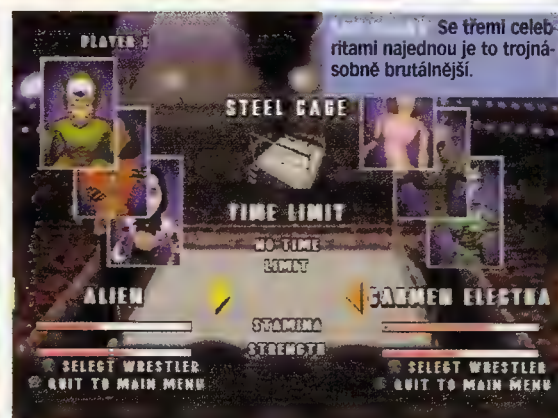 Se třemi celeb-
ritami najednou je to trojná-
sobně brutálnější.
PLAYER 1
STEEL CAGE
TIME LIMIT
NO TIME
LIMIT
ALIEN
CARMEN ELECTRA
STAMINA
STRENGTH
SELECT WRESTLER
QUIT TO MAIN MENU
SELECT WRESTLER
QUIT TO MAIN MENU